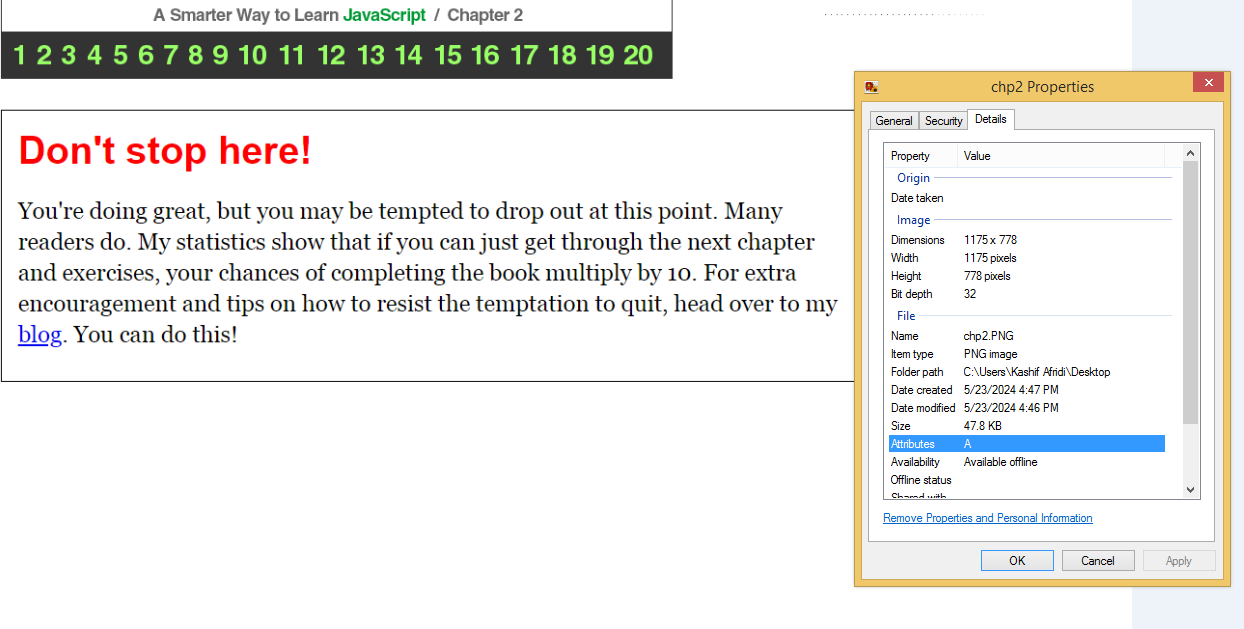 A Smarter Way to Learn JavaScript / Chapter 2
1 2 3 4 5 6 7 8 9 10 11 12 13 14 15 16 17 18 19 20
Don't stop here!
You're doing great, but you may be tempted to drop out at this point. Many
readers do. My statistics show that if you can just get through the next chapter
and exercises, your chances of completing the book multiply by 10. For extra
encouragement and tips on how to resist the temptation to quit, head over to my
blog. You can do this!
chp2 Properties
General Security Details
Property Value
Origin
Date taken
Image
Dimensions 1175 x 778
Width 1175 pixels
Height 778 pixels
Bit depth 32
File
Name chp2.PNG
Item type PNG image
Folder path C:\Users\Kashif Afridi\Desktop
Date created 5/23/2024 4:47 PM
Date modified 5/23/2024 4:46 PM
Size 47.8 KB
Attributes A
Availability Available offline
Offline status
Shared with
Remove Properties and Personal Information
OK Cancel Apply